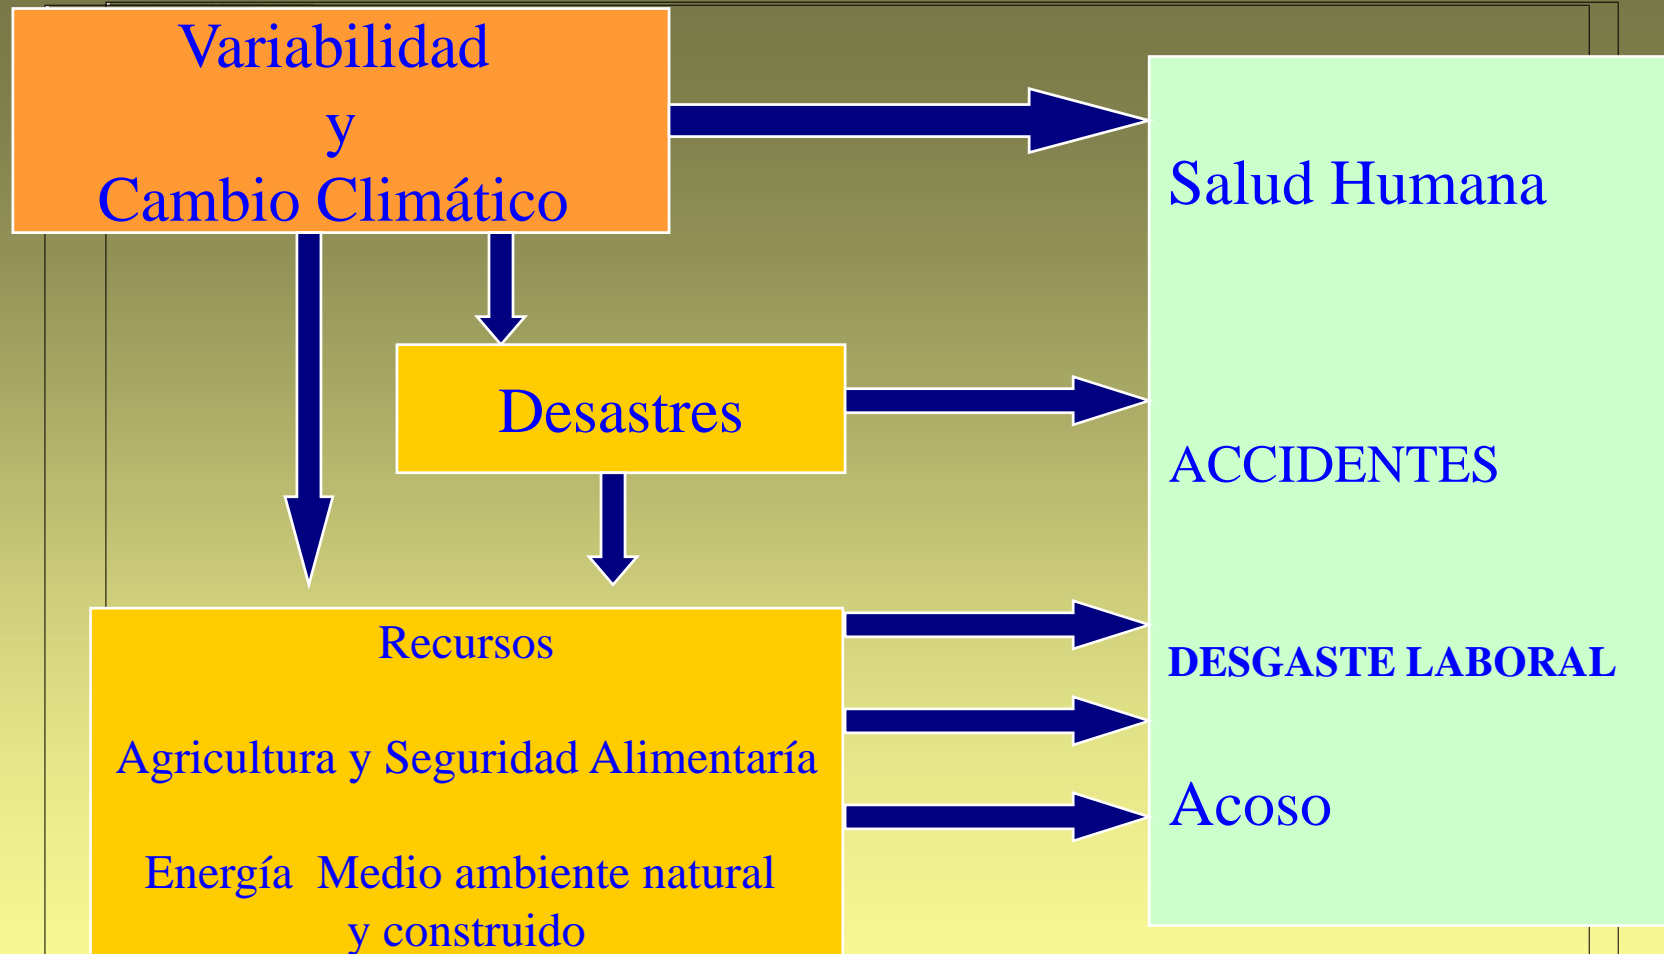 Variabilidad
y
Cambio Climático
Salud Humana
Desastres
ACCIDENTES
Recursos
DESGASTE LABORAL
Agricultura y Seguridad Alimentaría
Acoso
Energía  Medio ambiente natural
y construido